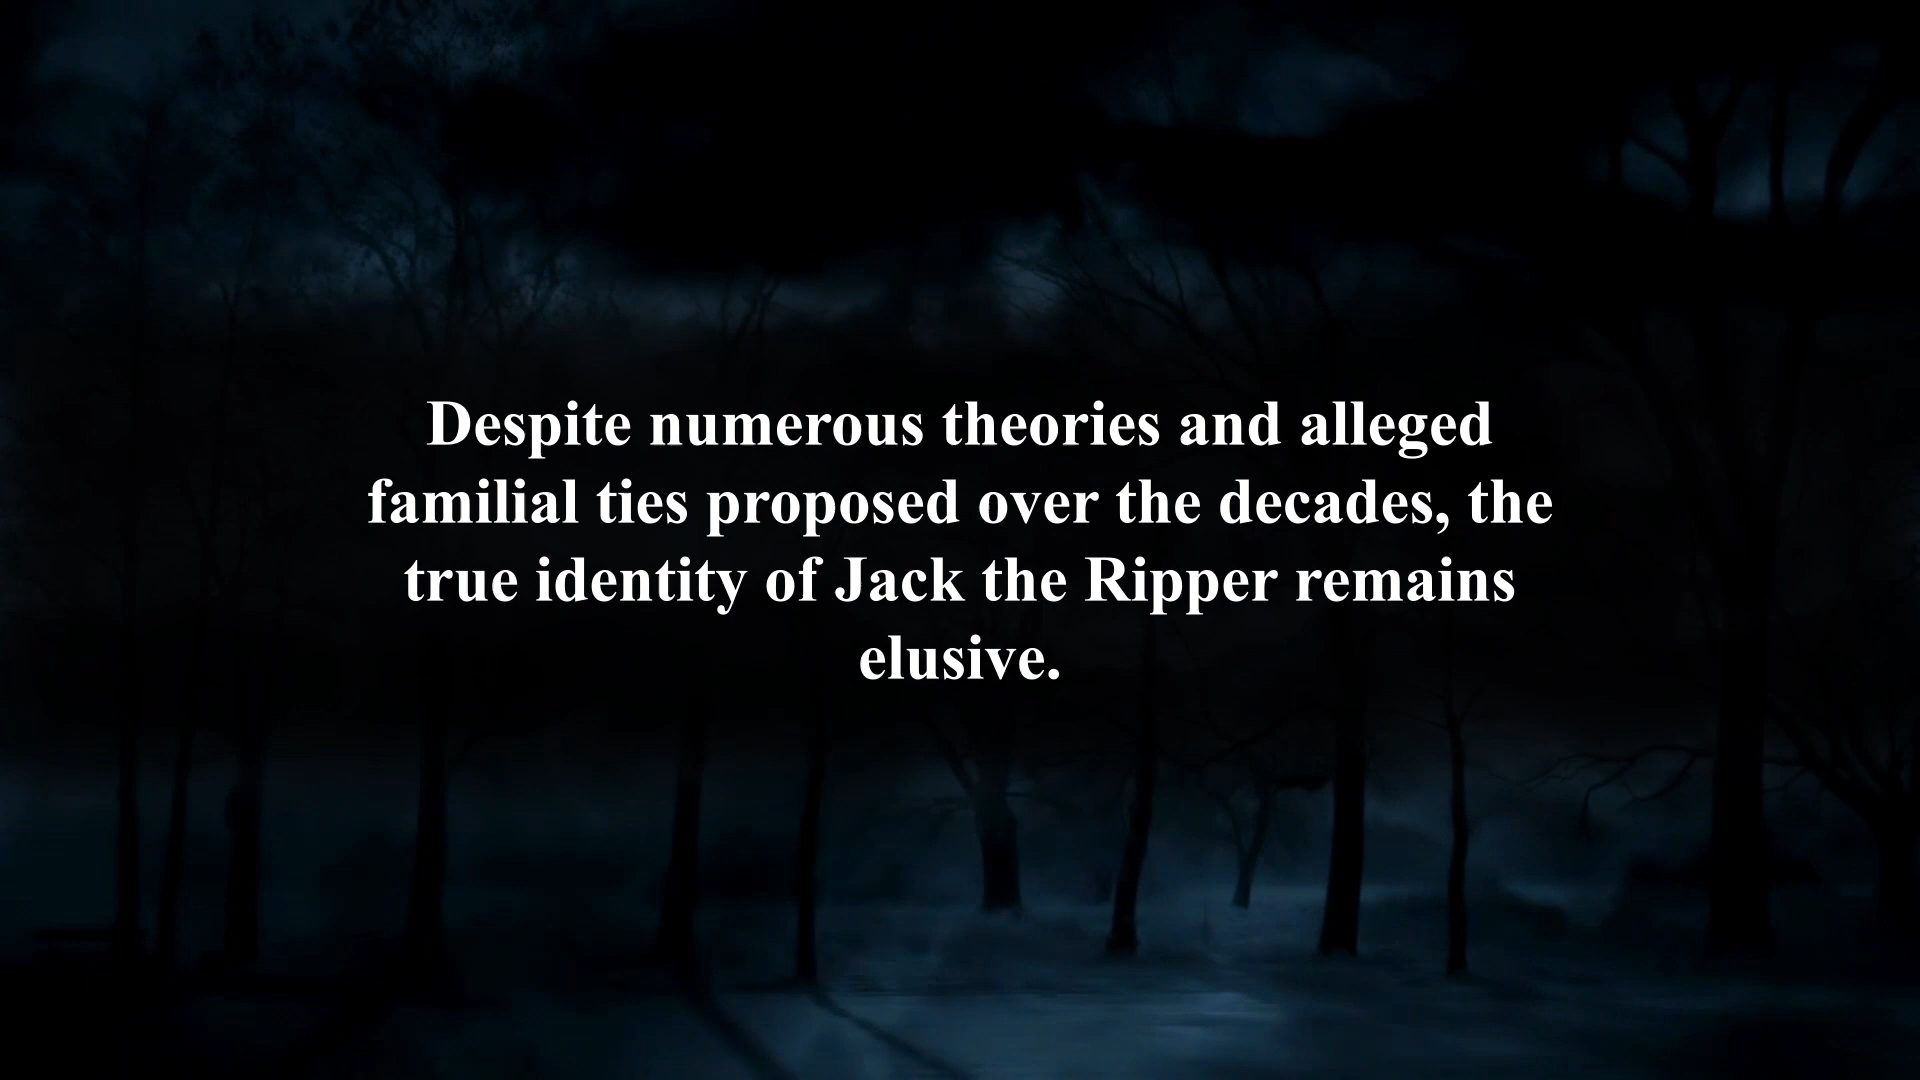 Despite numerous theories and alleged
familial ties proposed over the decades, the
true identity of Jack the Ripper remains
elusive.